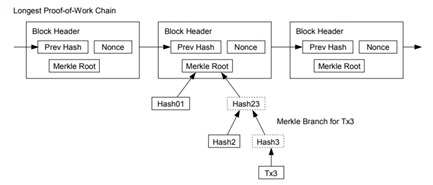 Longest Proof-of-Work Chain
Block Header
Block Header
Block Header
Prev Hash
Nonce
Prev Hash
Nonce
Prev Hash
Nonce
Merkle Root
Merkle Root
Merkle Root
Hash01
Hash23
Merkle Branch for Tx3
Hash2
Hash3
Tx3